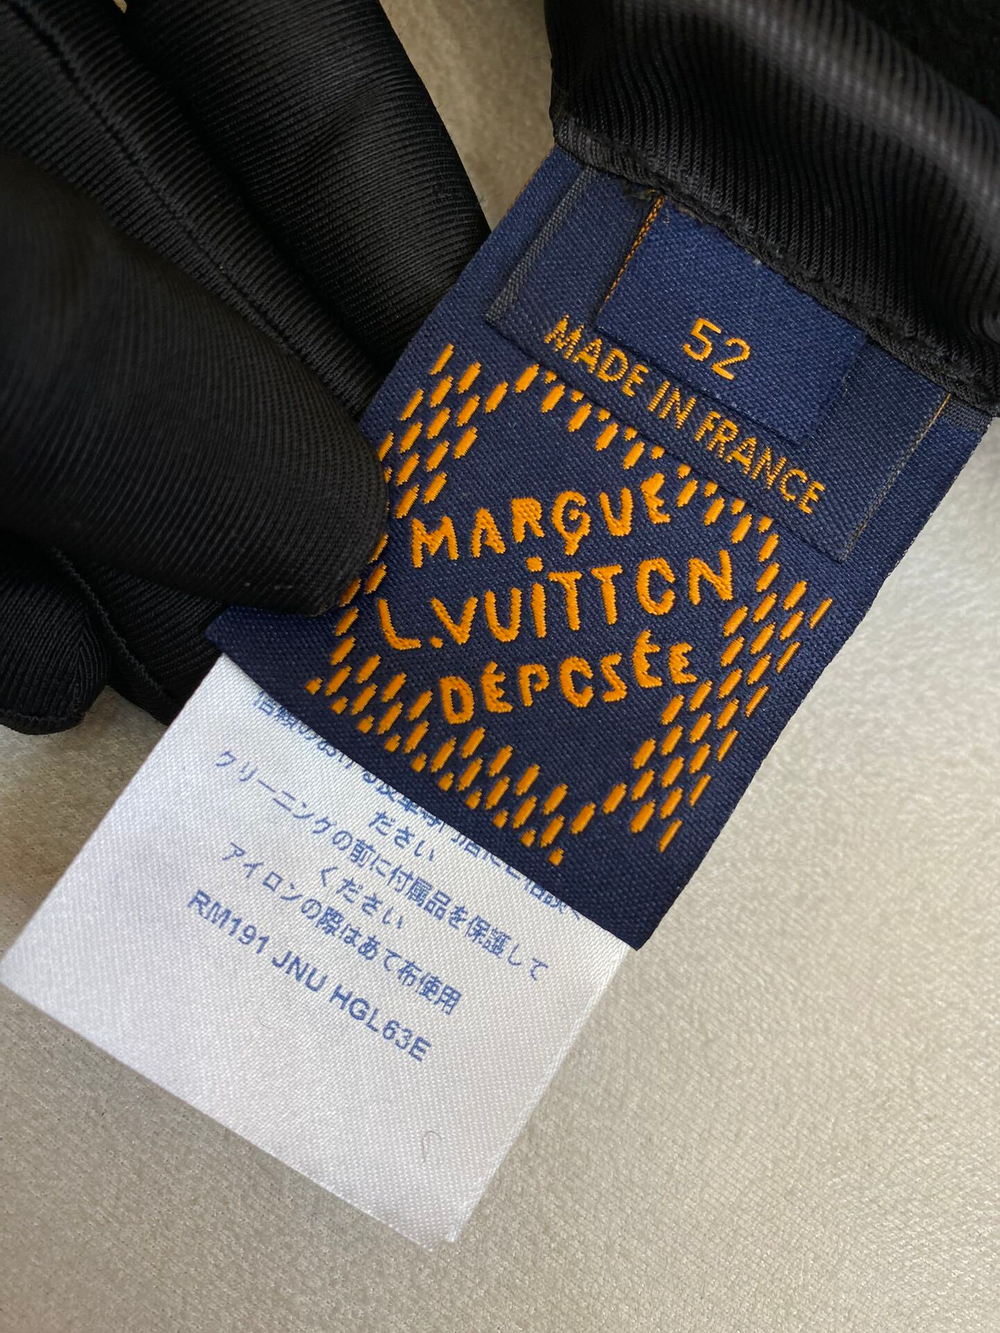 52
MADE IN FRANCE
MARQUE
L.VUITTON
DÉPOSÉE
ださい
クリーニングの前に付属品を保護して
ください
アイロンの際はあて布使用
RM191 JNU HGL63E